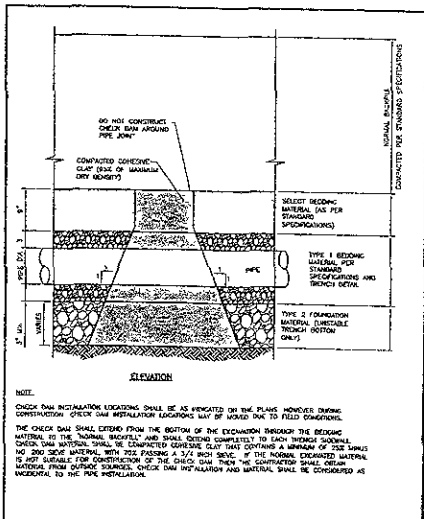 DO NOT CONSTRUCT
CHECK DAM AROUND
PIPE JOINT
COMPACTED COHESIVE
CLAY (95% OF MAXIMUM
DRY DENSITY)
NORMAL BACKFILL
COMPACTED PER STANDARD SPECIFICATIONS
SELECT BEDDING
MATERIAL (AS PER
STANDARD
SPECIFICATIONS)
TYPE 1 BEDDING
MATERIAL PER
STANDARD
SPECIFICATIONS AND
TRENCH DETAIL
PIPE
PIPE DIA.
TYPE 2 FOUNDATION
MATERIAL (UNSTABLE
TRENCH BOTTOM
ONLY)
VARIES
ELEVATION
NOTE
CHECK DAM INSTALLATION LOCATIONS SHALL BE AS INDICATED ON THE PLANS HOWEVER DURING
CONSTRUCTION CHECK DAM INSTALLATION LOCATIONS MAY BE MOVED DUE TO FIELD CONDITIONS.
THE CHECK DAM SHALL EXTEND FROM THE BOTTOM OF THE EXCAVATION THROUGH THE BEDDING
MATERIAL TO THE "NORMAL BACKFILL" AND SHALL EXTEND COMPLETELY TO EACH TRENCH SIDEWALL.
CHECK DAM MATERIAL SHALL BE COMPACTED COHESIVE CLAY THAT CONTAINS A MINIMUM OF 25% MINUS
NO 200 SIEVE MATERIAL WITH 70% PASSING A 3/4 INCH SIEVE. IF THE NORMAL EXCAVATED MATERIAL
IS NOT SUITABLE FOR CONSTRUCTION OF THE CHECK DAM THEN THE CONTRACTOR SHALL OBTAIN
MATERIAL FROM OUTSIDE SOURCES. CHECK DAM INSTALLATION AND MATERIAL SHALL BE CONSIDERED AS
INCIDENTAL TO THE PIPE INSTALLATION.